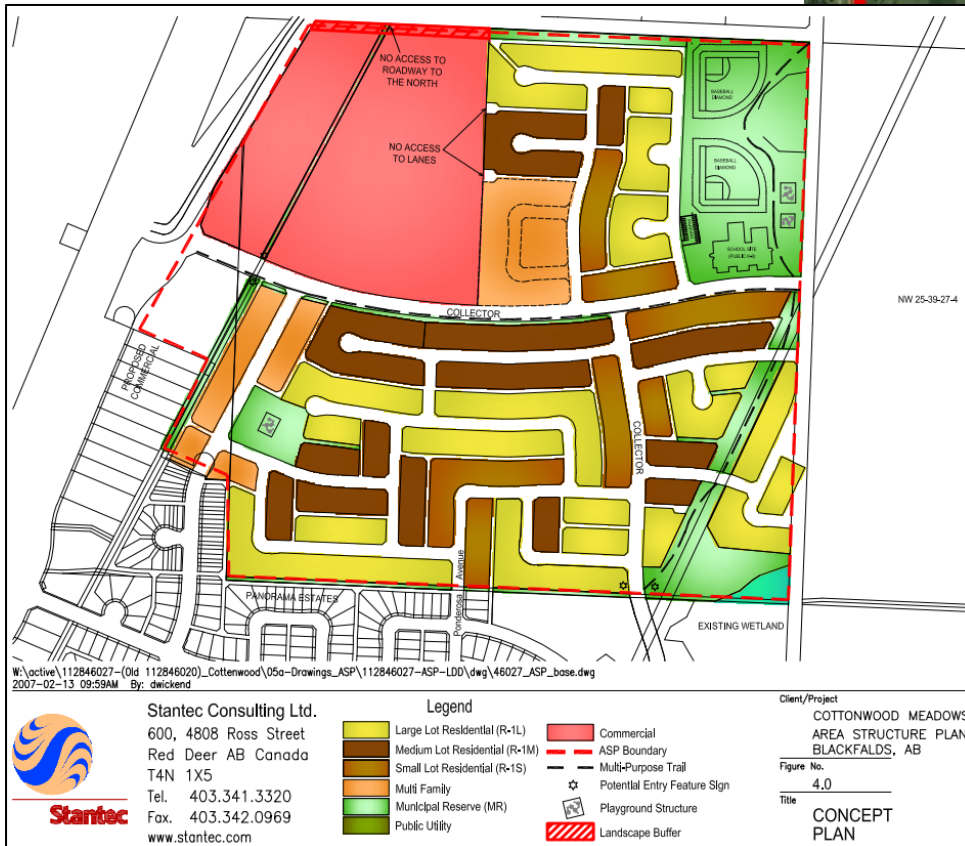 NO ACCESS TO
ROADWAY TO
THE NORTH
NO ACCESS
TO LANES
BASEBALL
DIAMOND
BASEBALL
DIAMOND
SCHOOL SITE
NW 25-39-27-4
COLLECTOR
PROPOSED
COMMERCIAL
COLLECTOR
Ponderosa Avenue
PANORAMA ESTATES
EXISTING WETLAND
W:\active\112846027-(Old 112846020)_Cottenwood\05a-Drawings_ASP\112846027-ASP-LDD\dwg\46027_ASP_base.dwg
2007-02-13 09:59AM By: dwickend
Stantec
Stantec Consulting Ltd.
600, 4808 Ross Street
Red Deer AB Canada
T4N 1X5
Tel. 403.341.3320
Fax. 403.342.0969
www.stantec.com
Legend
Large Lot Residential (R-1L)
Medium Lot Residential (R-1M)
Small Lot Residential (R-1S)
Multi Family
Municipal Reserve (MR)
Public Utility
Commercial
ASP Boundary
Multi-Purpose Trail
Potential Entry Feature Sign
Playground Structure
Landscape Buffer
Client/Project
COTTONWOOD MEADOWS
AREA STRUCTURE PLAN
BLACKFALDS, AB
Figure No.
4.0
Title
CONCEPT
PLAN